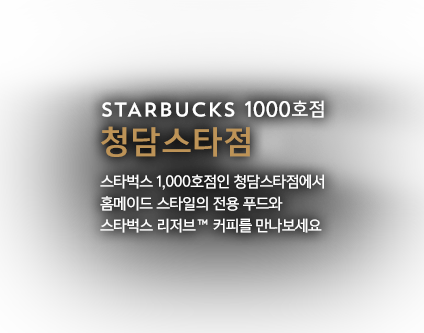 STARBUCKS 1000호점
청담스타점
스타벅스 1,000호점인 청담스타점에서
홈메이드 스타일의 전용 푸드와
스타벅스 리저브™ 커피를 만나보세요